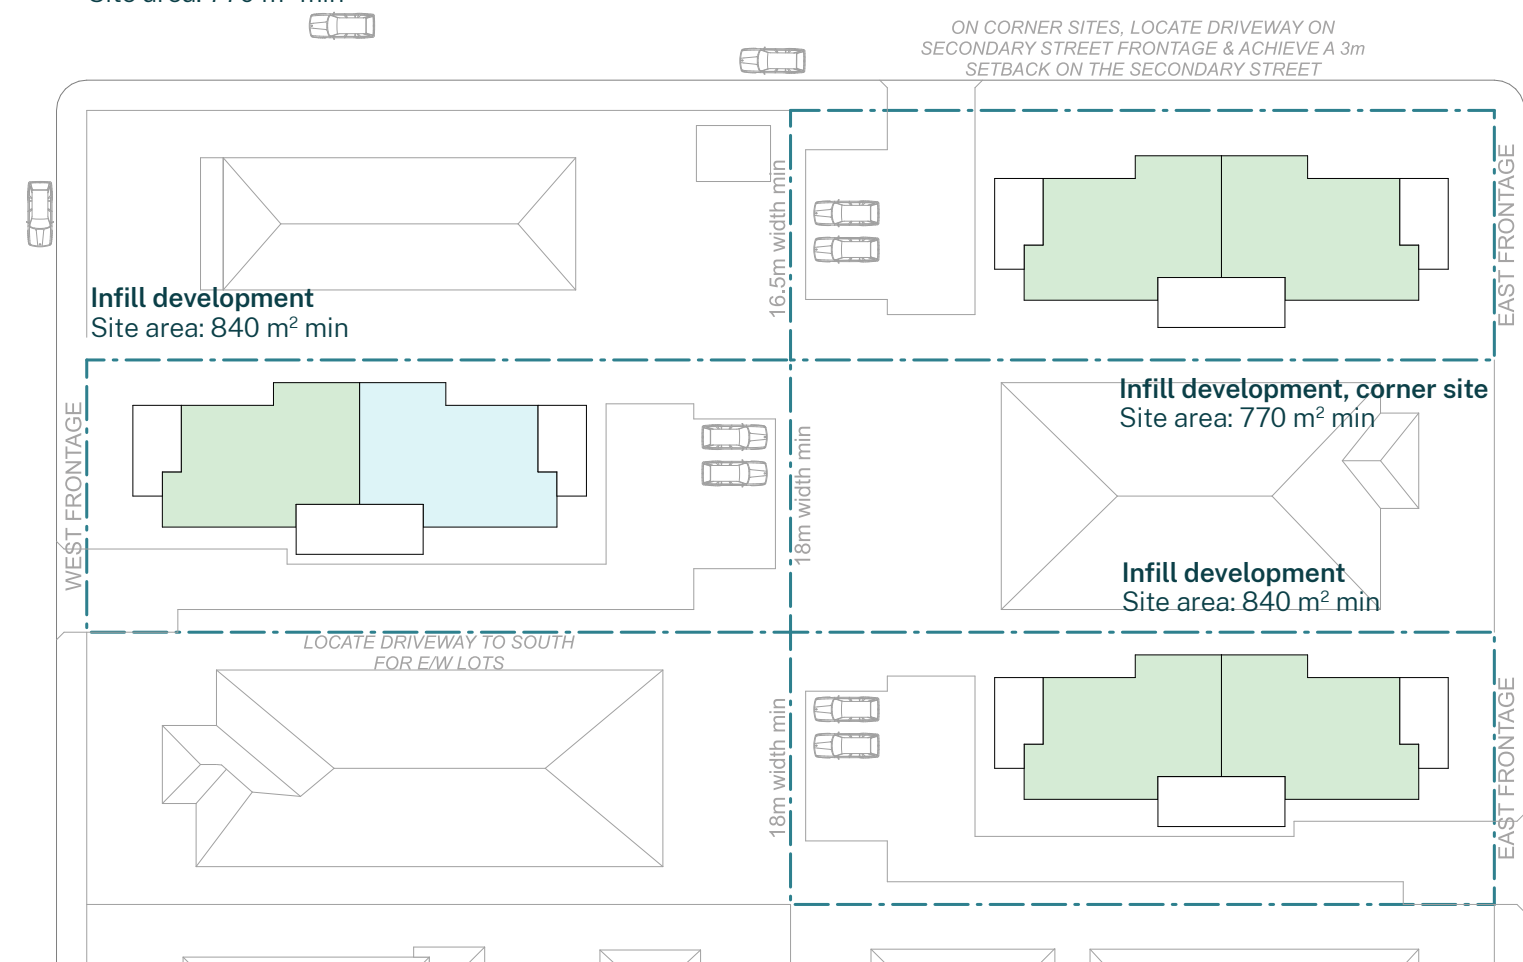 ON CORNER SITES, LOCATE DRIVEWAY ON
SECONDARY STREET FRONTAGE & ACHIEVE A 3m
SETBACK ON THE SECONDARY STREET
16.5m width min
EAST FRONTAGE
Infill development
Site area: 840 m² min
Infill development, corner site
Site area: 770 m² min
WEST FRONTAGE
18m width min
Infill development
Site area: 840 m² min
LOCATE DRIVEWAY TO SOUTH
FOR E/W LOTS
18m width min
EAST FRONTAGE